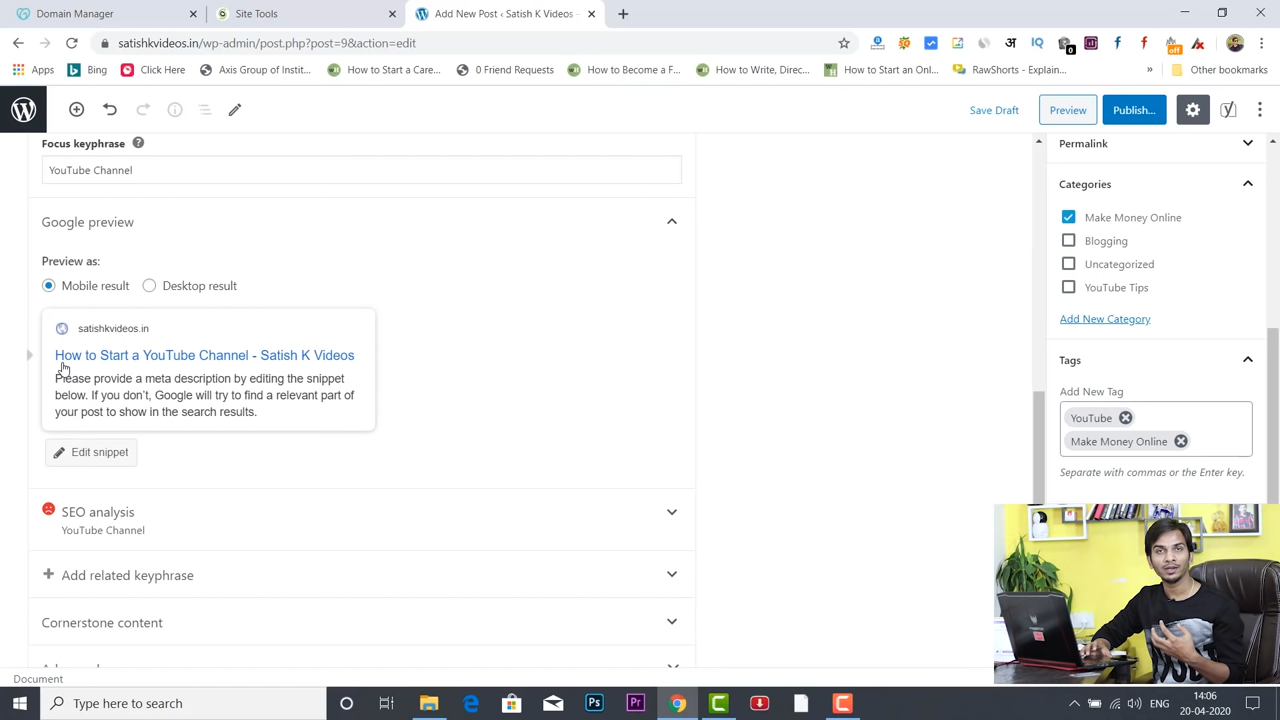 Domain Manager
Site Tools
Add New Post ‹ Satish K Videos –
satishkvideos.in/wp-admin/post.php?post=9&action=edit
0
off
Apps
Bing
Click Here
Axis Group of Instit...
How to Start a Care...
0 Friend Requests
How to Become a F...
How to Write, Direc...
How to Start an Onl...
RawShorts - Explain...
»
Other bookmarks
Save Draft
Preview
Publish...
Focus keyphrase
YouTube Channel
Google preview
Preview as:
Mobile result
Desktop result
satishkvideos.in
How to Start a YouTube Channel - Satish K Videos
Please provide a meta description by editing the snippet
below. If you don't, Google will try to find a relevant part of
your post to show in the search results.
Edit snippet
SEO analysis
YouTube Channel
Add related keyphrase
Cornerstone content
Document
Permalink
Categories
Make Money Online
Blogging
Uncategorized
YouTube Tips
Add New Category
Tags
Add New Tag
YouTube
Make Money Online
Separate with commas or the Enter key.
Type here to search
ENG
14:06
20-04-2020